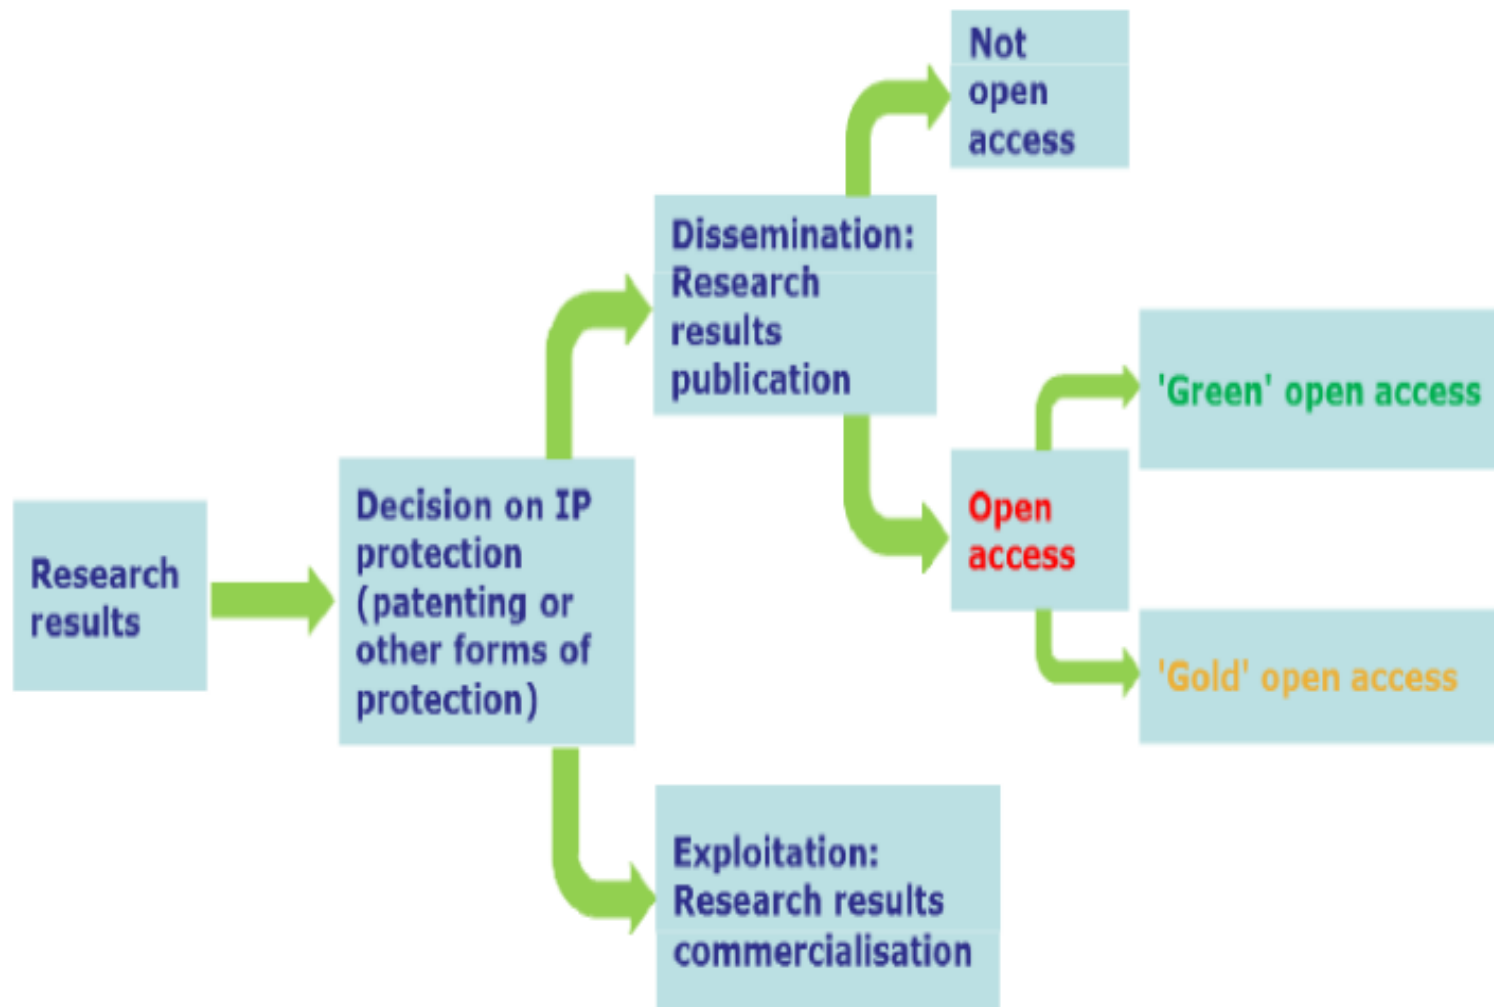 Research
results
Decision on IP
protection
(patenting or
other forms of
protection)
Dissemination:
Research
results
publication
Not
open
access
Open
access
'Green' open access
'Gold' open access
Exploitation:
Research results
commercialisation